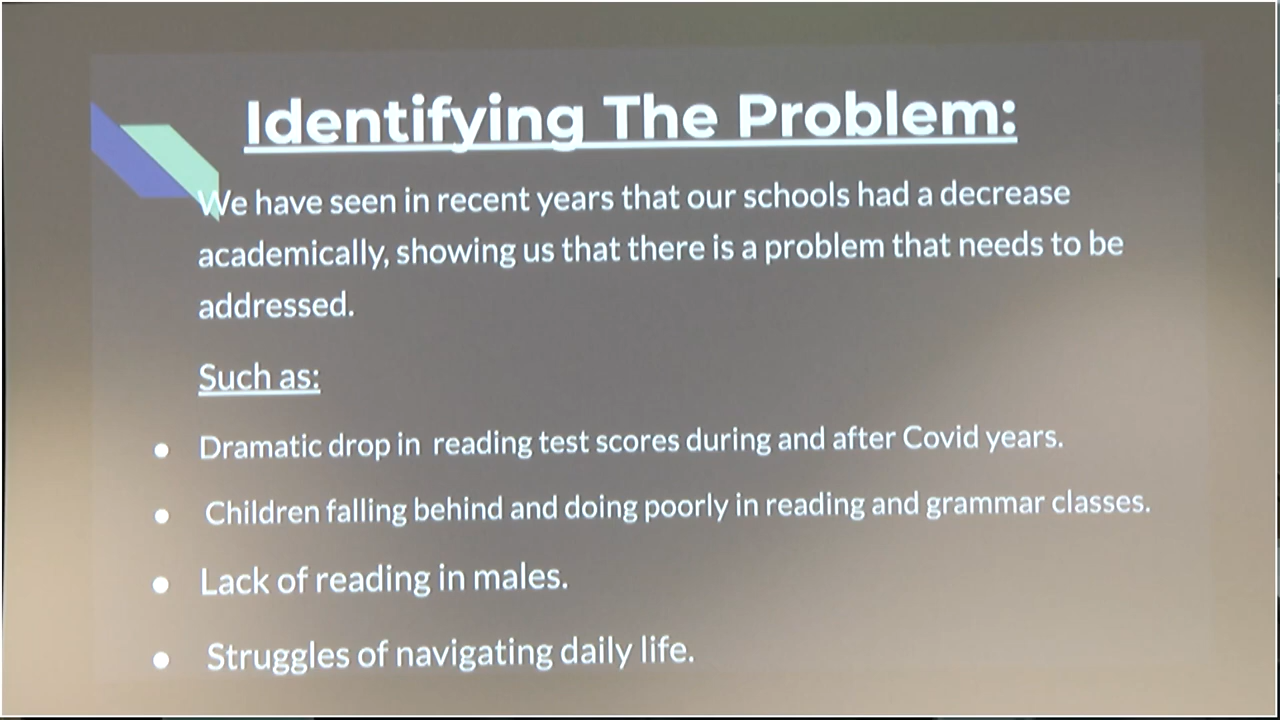 Identifying The Problem:
We have seen in recent years that our schools had a decrease
academically, showing us that there is a problem that needs to be
addressed.
Such as:
● Dramatic drop in reading test scores during and after Covid years.
● Children falling behind and doing poorly in reading and grammar classes.
● Lack of reading in males.
● Struggles of navigating daily life.